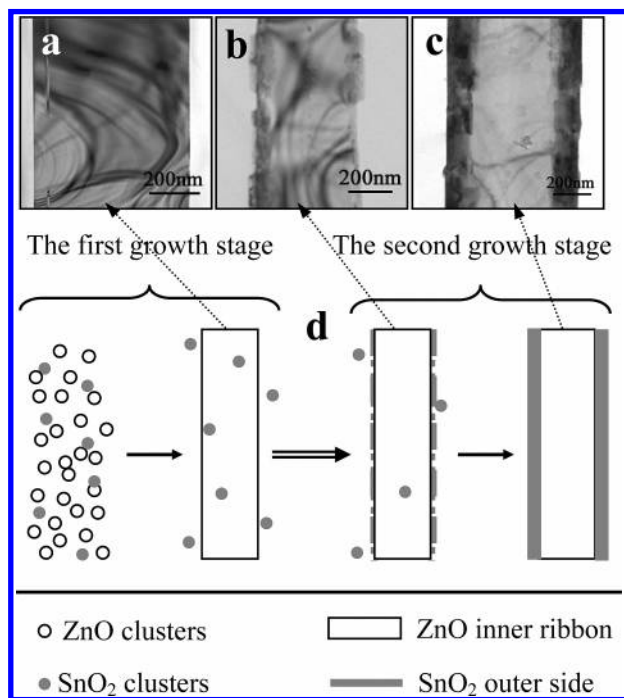 a
b
c
200nm
200nm
200nm
The first growth stage
The second growth stage
d
ZnO clusters
ZnO inner ribbon
SnO₂ clusters
SnO₂ outer side